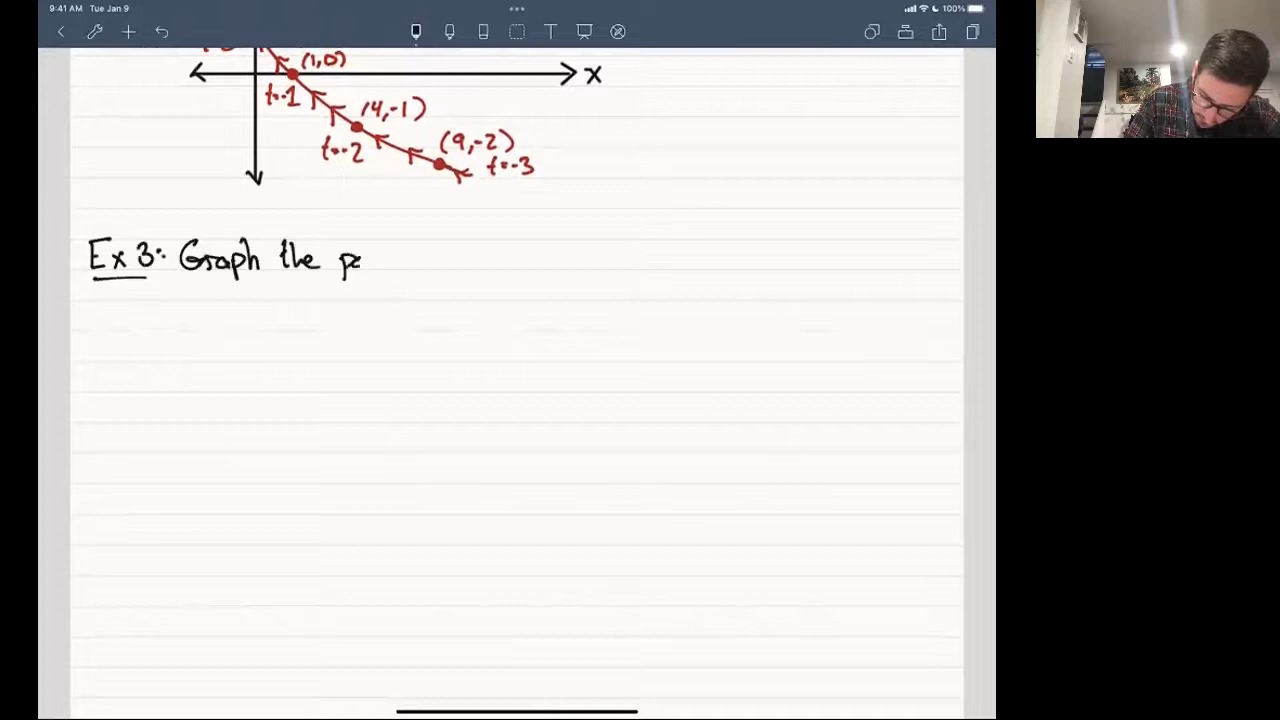 9:41 AM Tue Jan 9
100%
(1,0)
x
t=-1
(4,-1)
t=-2
(9,-2)
t=-3
Ex 3: Graph the pa